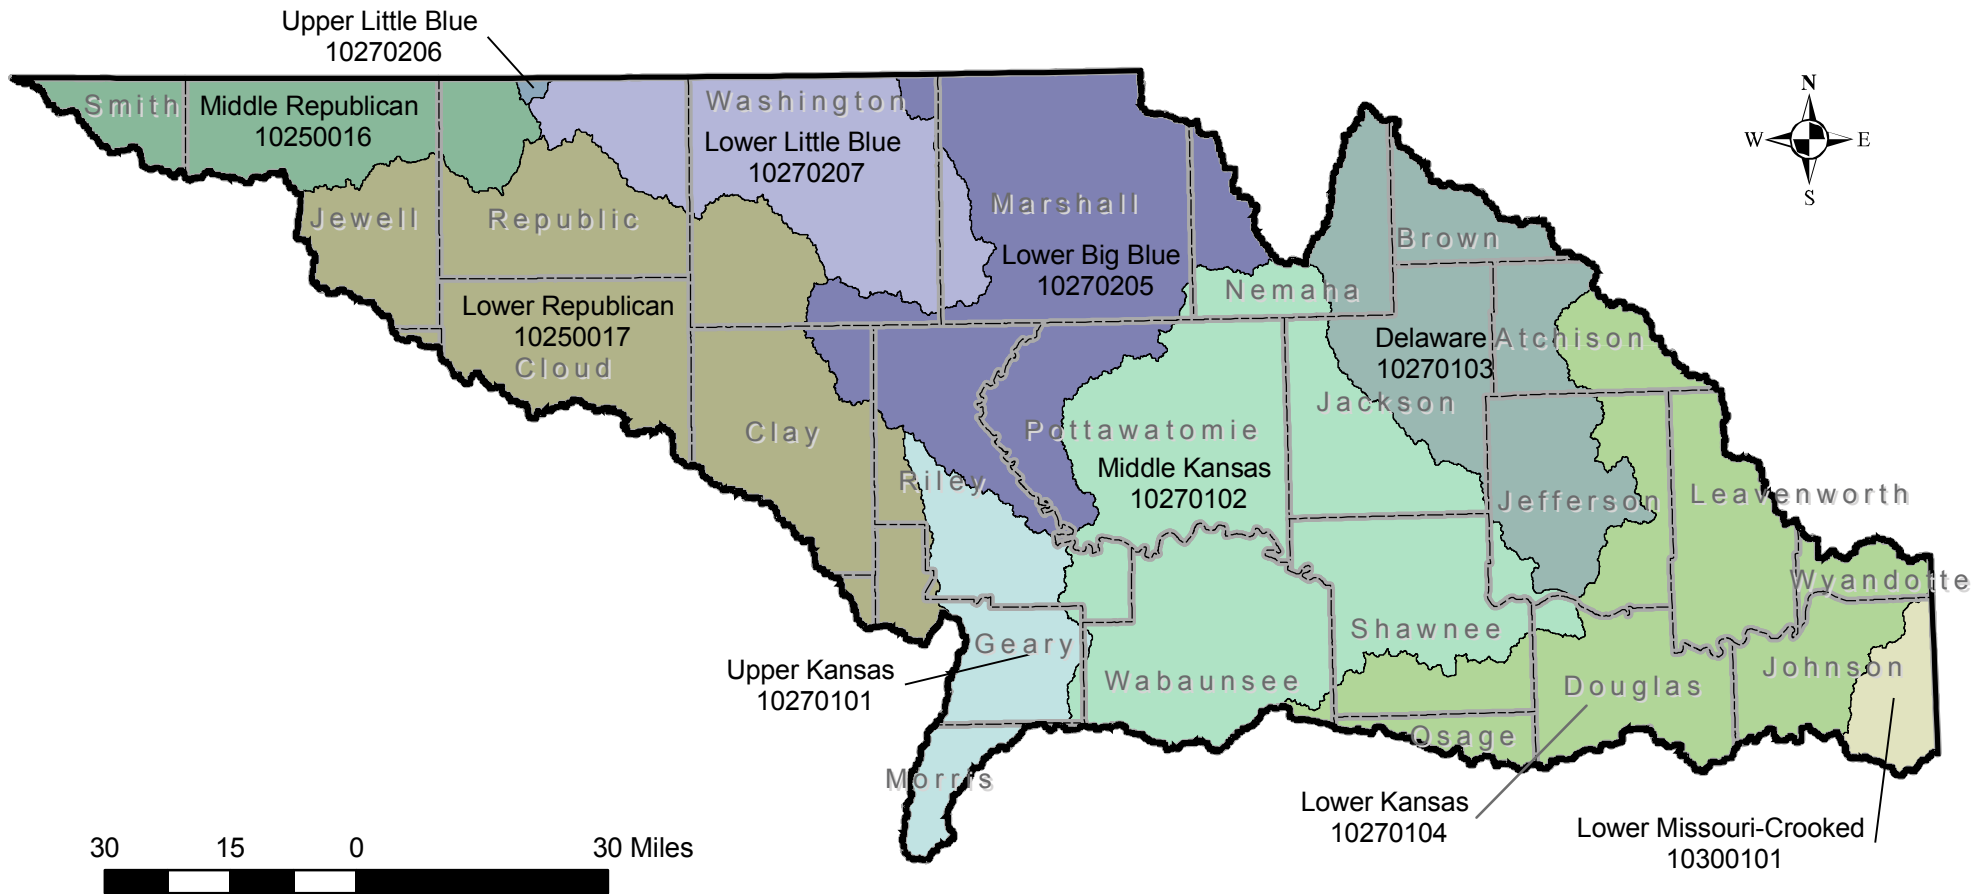 Upper Little Blue
10270206
N
W
E
S
Smith
Middle Republican
10250016
Washington
Lower Little Blue
10270207
Marshall
Jewell
Republic
Brown
Lower Big Blue
10270205
Nemaha
Lower Republican
10250017
Cloud
Delaware
10270103
Atchison
Jackson
Clay
Pottawatomie
Middle Kansas
10270102
Riley
Jefferson
Leavenworth
Wyandotte
Geary
Shawnee
Upper Kansas
10270101
Wabaunsee
Douglas
Johnson
Osage
Morris
Lower Kansas
10270104
Lower Missouri-Crooked
10300101
30 15 0 30 Miles